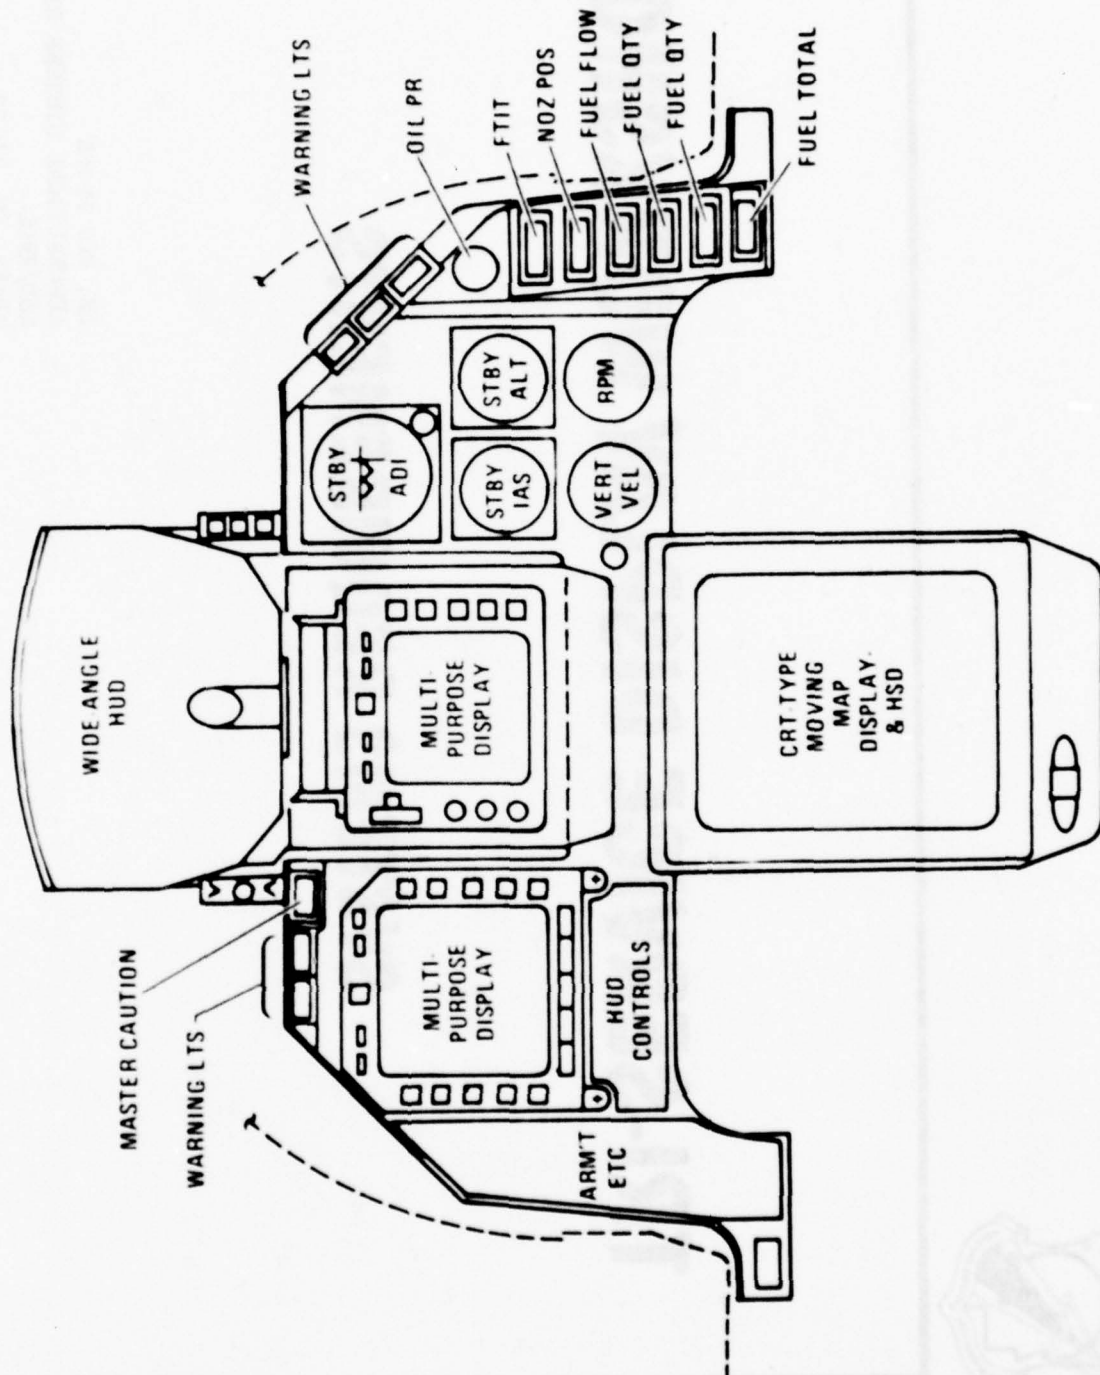 WIDE ANGLE
HUD
MASTER CAUTION
WARNING LTS
WARNING LTS
OIL PR
FTIT
NOZ POS
FUEL FLOW
FUEL QTY
FUEL QTY
FUEL TOTAL
MULTI-
PURPOSE
DISPLAY
MULTI-
PURPOSE
DISPLAY
STBY
ADI
STBY
IAS
STBY
ALT
VERT
VEL
RPM
HUD
CONTROLS
ARM'T
ETC
CRT-TYPE
MOVING
MAP
DISPLAY-
& HSD